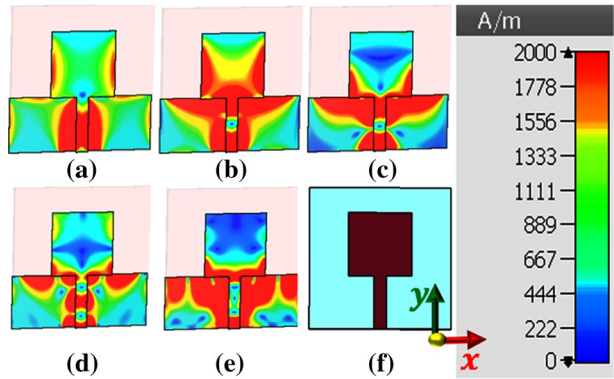 A/m
2000
1778
1556
1333
1111
889
667
444
222
0
(a) (b) (c)
(d) (e) (f)
y
x